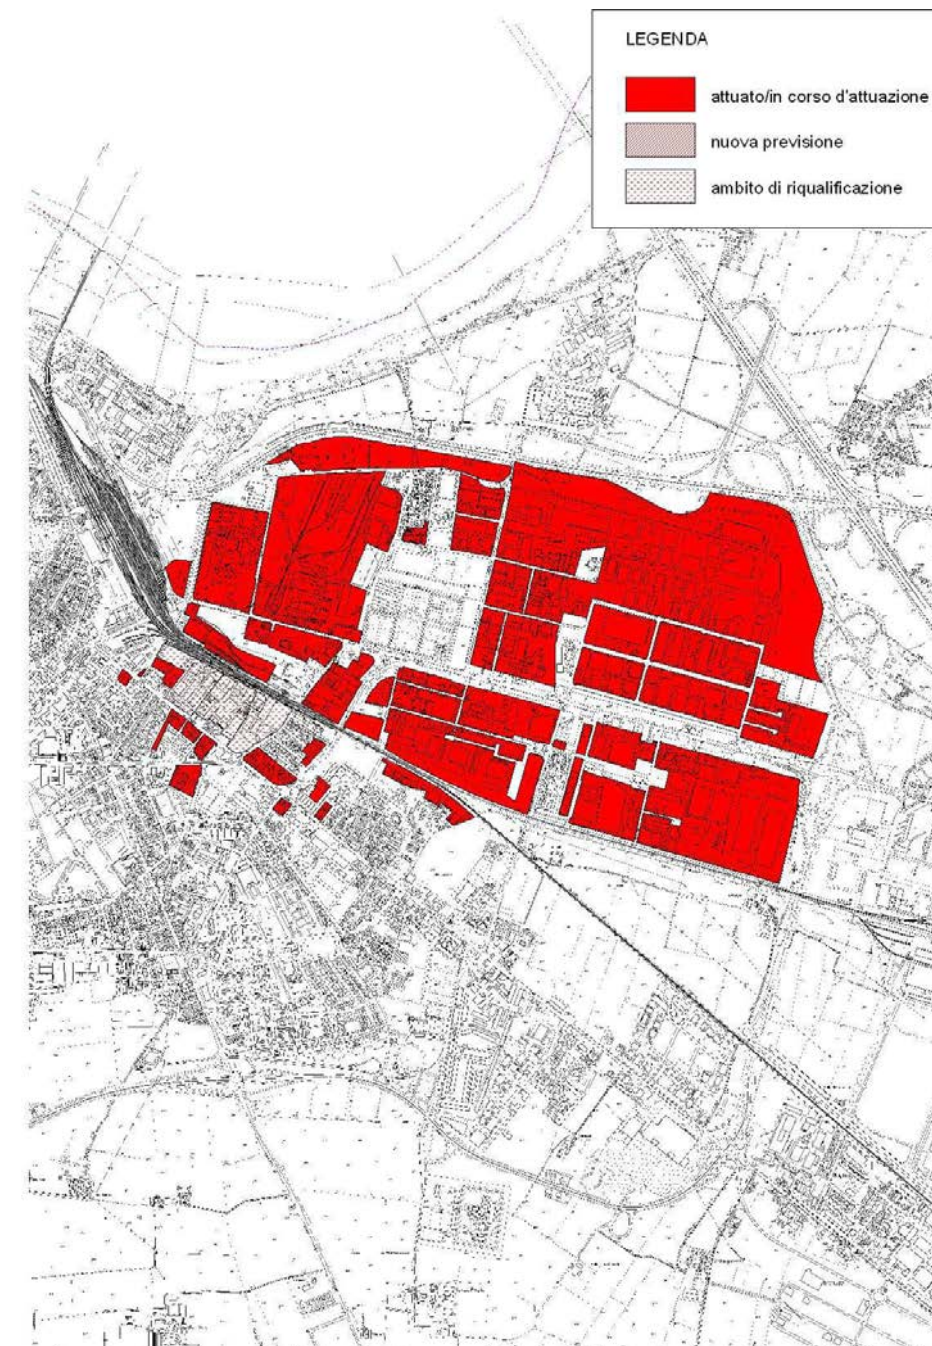 LEGENDA
attuato/in corso d'attuazione
nuova previsione
ambito di riqualificazione